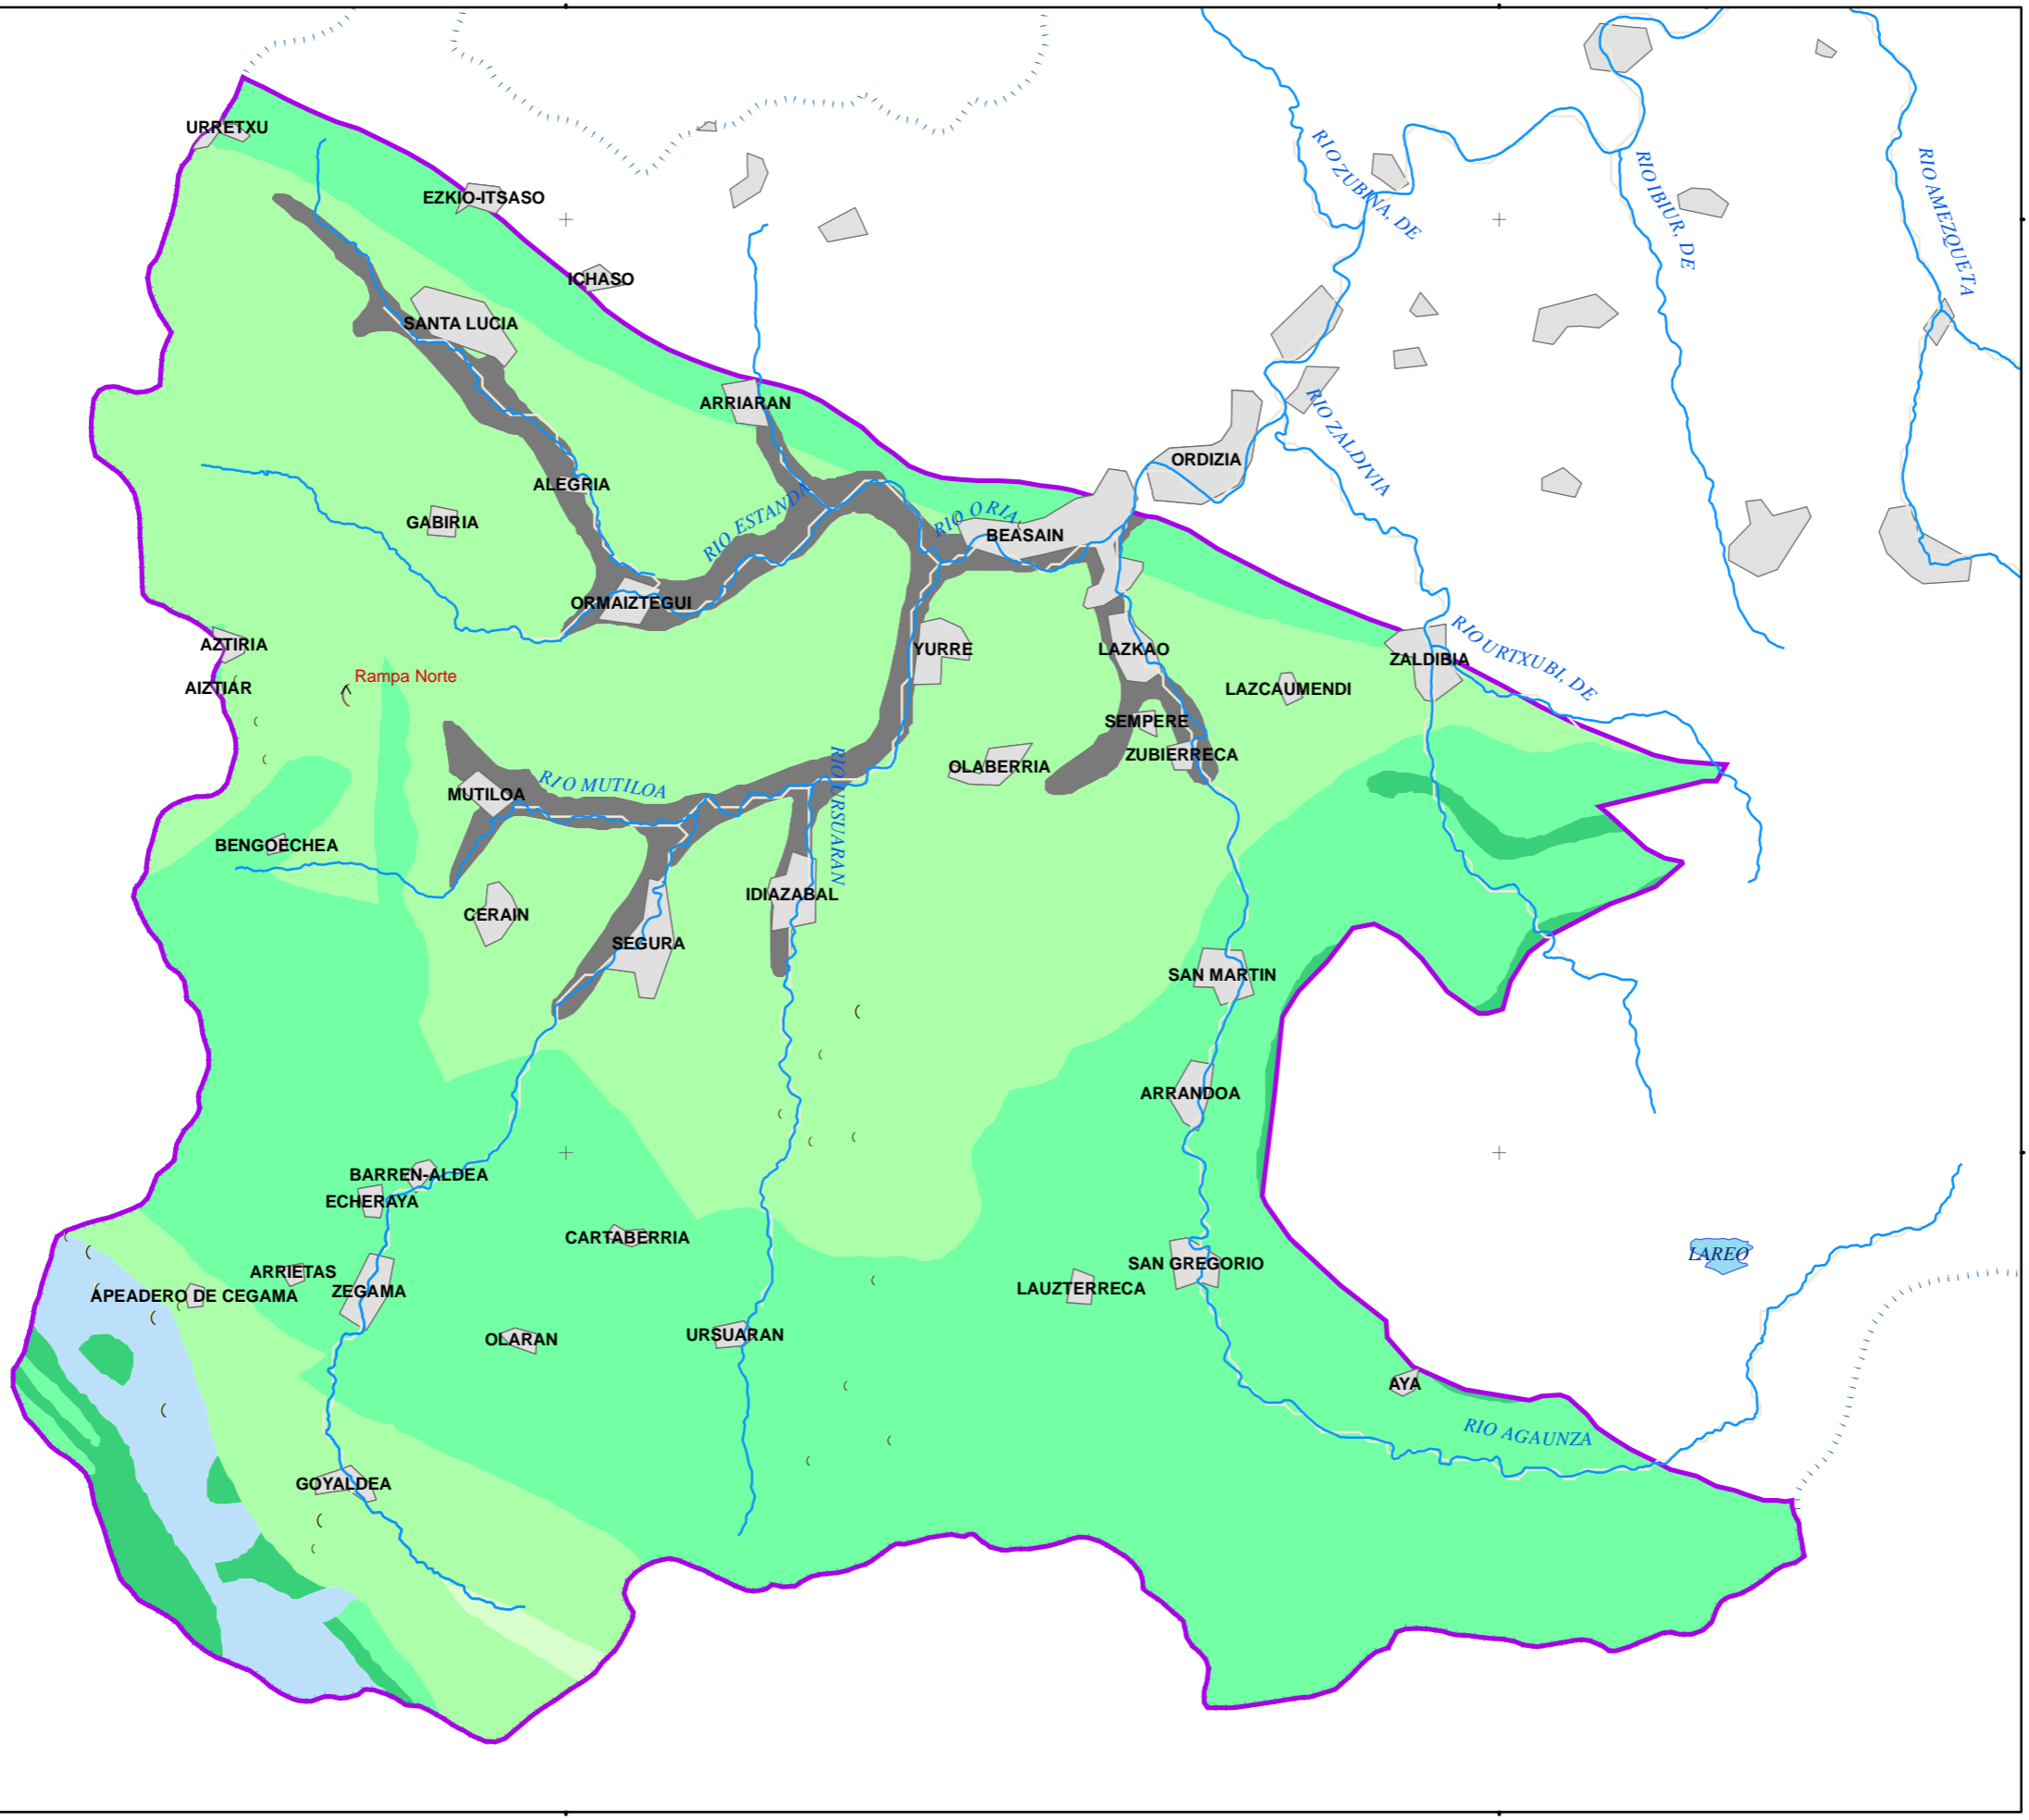 URRETXU
EZKIO-ITSASO
ICHASO
SANTA LUCIA
ARRIARAN
ALEGRIA
GABIRIA
ORDIZIA
RIO ZUBINA, DE
RIO IBIUR, DE
RIO AMEZQUETA
RIO ZALDIVIA
RIO ESTANDA
RIO ORIA
BEASAIN
ORMAIZTEGUI
AZTIRIA
AIZTIAR
Rampa Norte
YURRE
LAZKAO
ZALDIBIA
RIO URTXUBI, DE
LAZCAUMENDI
SEMPERE
ZUBIERRECA
OLABERRIA
MUTILOA
RIO MUTILOA
RIO URSUARAN
BENGOECHEA
CERAIN
SEGURA
IDIAZABAL
SAN MARTIN
ARRANDOA
BARREN-ALDEA
ECHERAYA
CARTABERRIA
ARRIETAS
APEADERO DE CEGAMA
ZEGAMA
OLARAN
URSUARAN
LAUZTERRECA
SAN GREGORIO
LAREO
AYA
RIO AGAUNZA
GOYALDEA